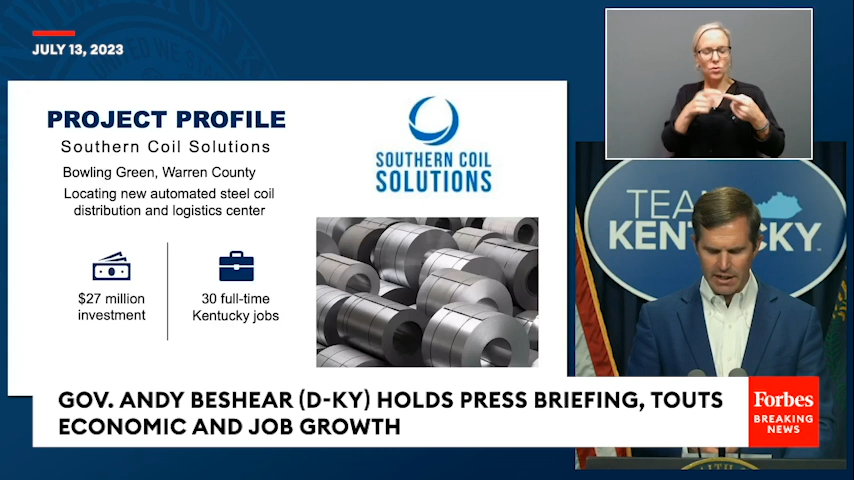 JULY 13, 2023
PROJECT PROFILE
Southern Coil Solutions
Bowling Green, Warren County
Locating new automated steel coil
distribution and logistics center
$27 million
investment
30 full-time
Kentucky jobs
SOUTHERN COIL
SOLUTIONS
TEAM
KENTUCKY.
GOV. ANDY BESHEAR (D-KY) HOLDS PRESS BRIEFING, TOUTS
ECONOMIC AND JOB GROWTH
Forbes
BREAKING
NEWS